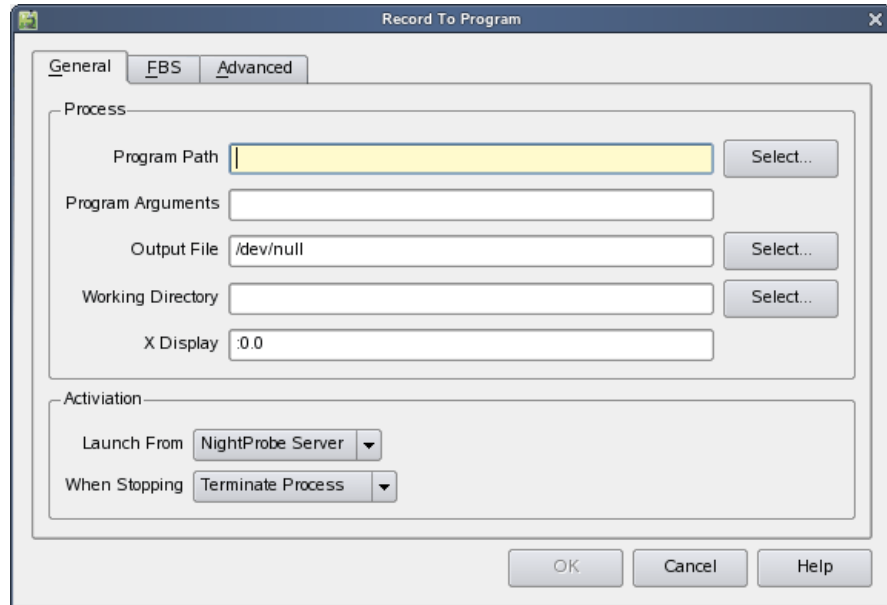 Record To Program
General FBS Advanced
Process
Program Path Select...
Program Arguments
Output File /dev/null Select...
Working Directory Select...
X Display :0.0
Activiation
Launch From NightProbe Server
When Stopping Terminate Process
OK Cancel Help